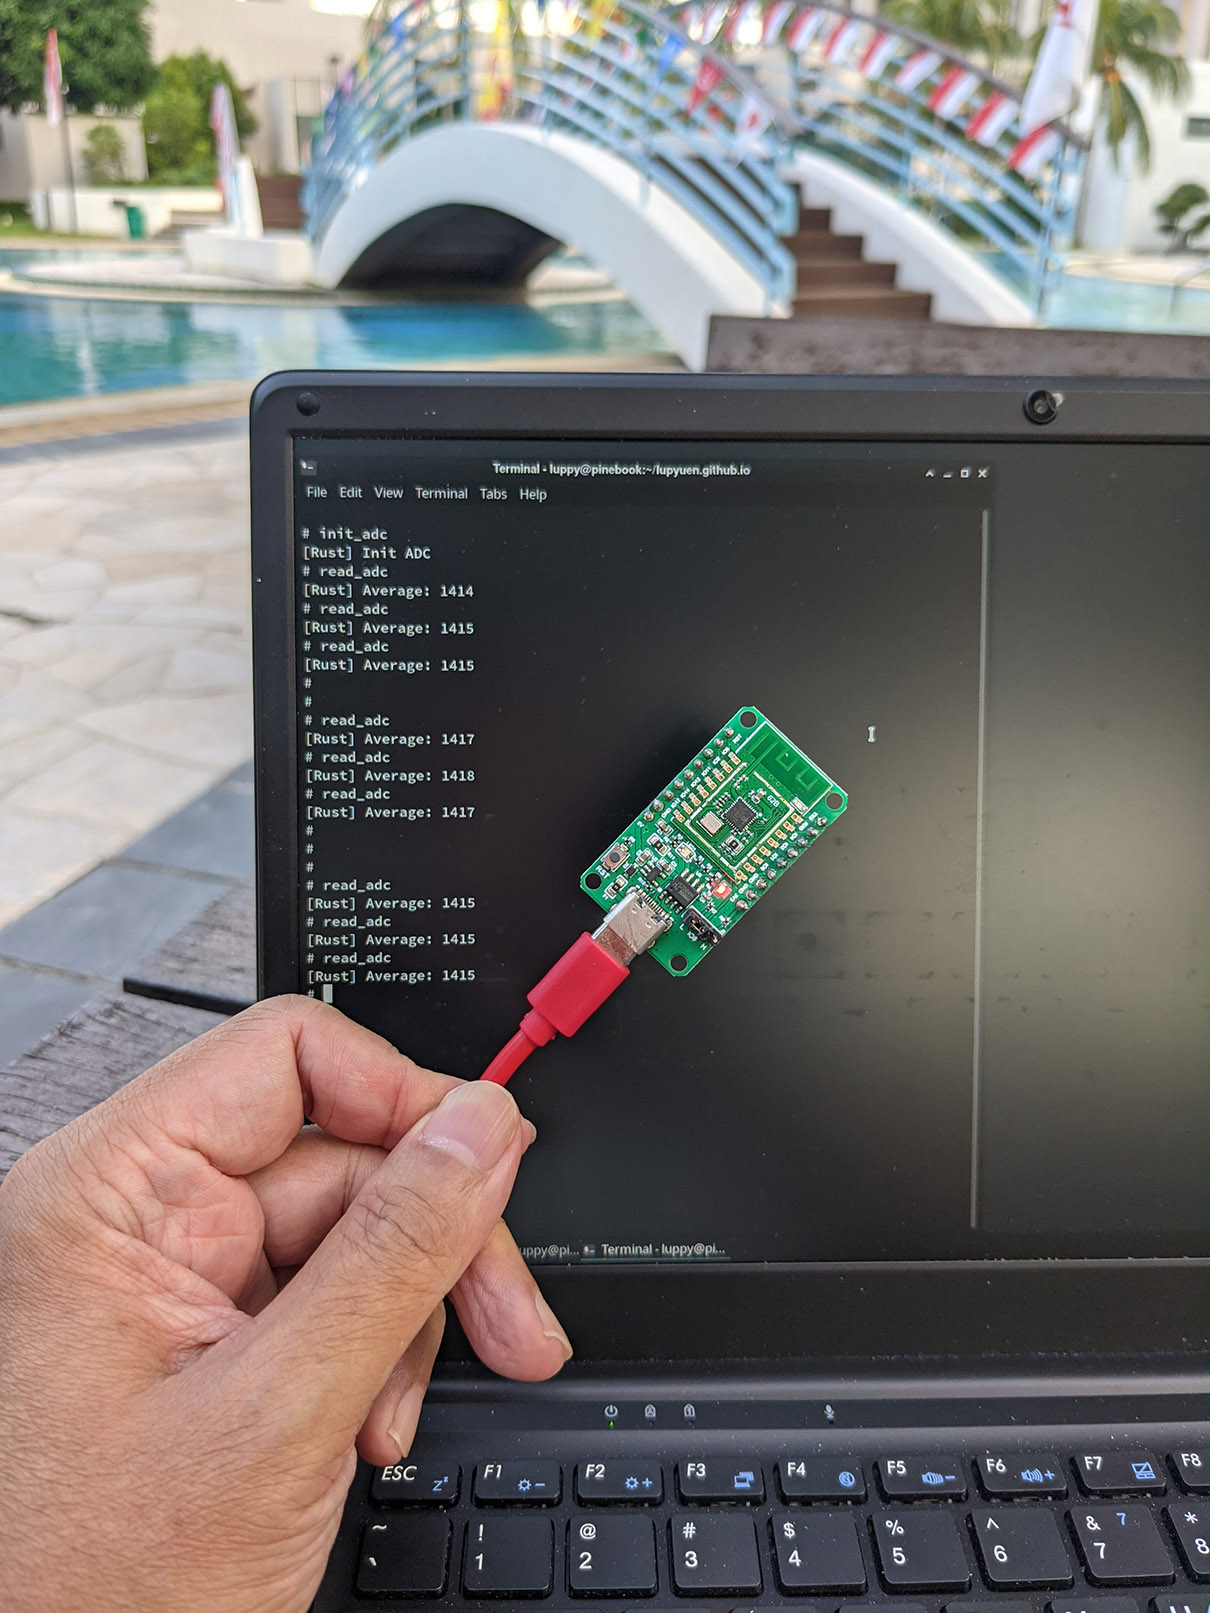 Terminal - luppy@pinebook:~/lupyuen.github.io
File Edit View Terminal Tabs Help
# init_adc
[Rust] Init ADC
# read_adc
[Rust] Average: 1414
# read_adc
[Rust] Average: 1415
# read_adc
[Rust] Average: 1415
#
#
# read_adc
[Rust] Average: 1417
# read_adc
[Rust] Average: 1418
# read_adc
[Rust] Average: 1417
#
#
#
# read_adc
[Rust] Average: 1415
# read_adc
[Rust] Average: 1415
# read_adc
[Rust] Average: 1415
#
L IO8 H
uppy@pi... Terminal - luppy@pi...
ESC Zz F1 F2 F3 F4 F5 F6 F7 F8
~ ! @ # $ % ^ & 7 *
` 1 2 3 4 5 6 7 8